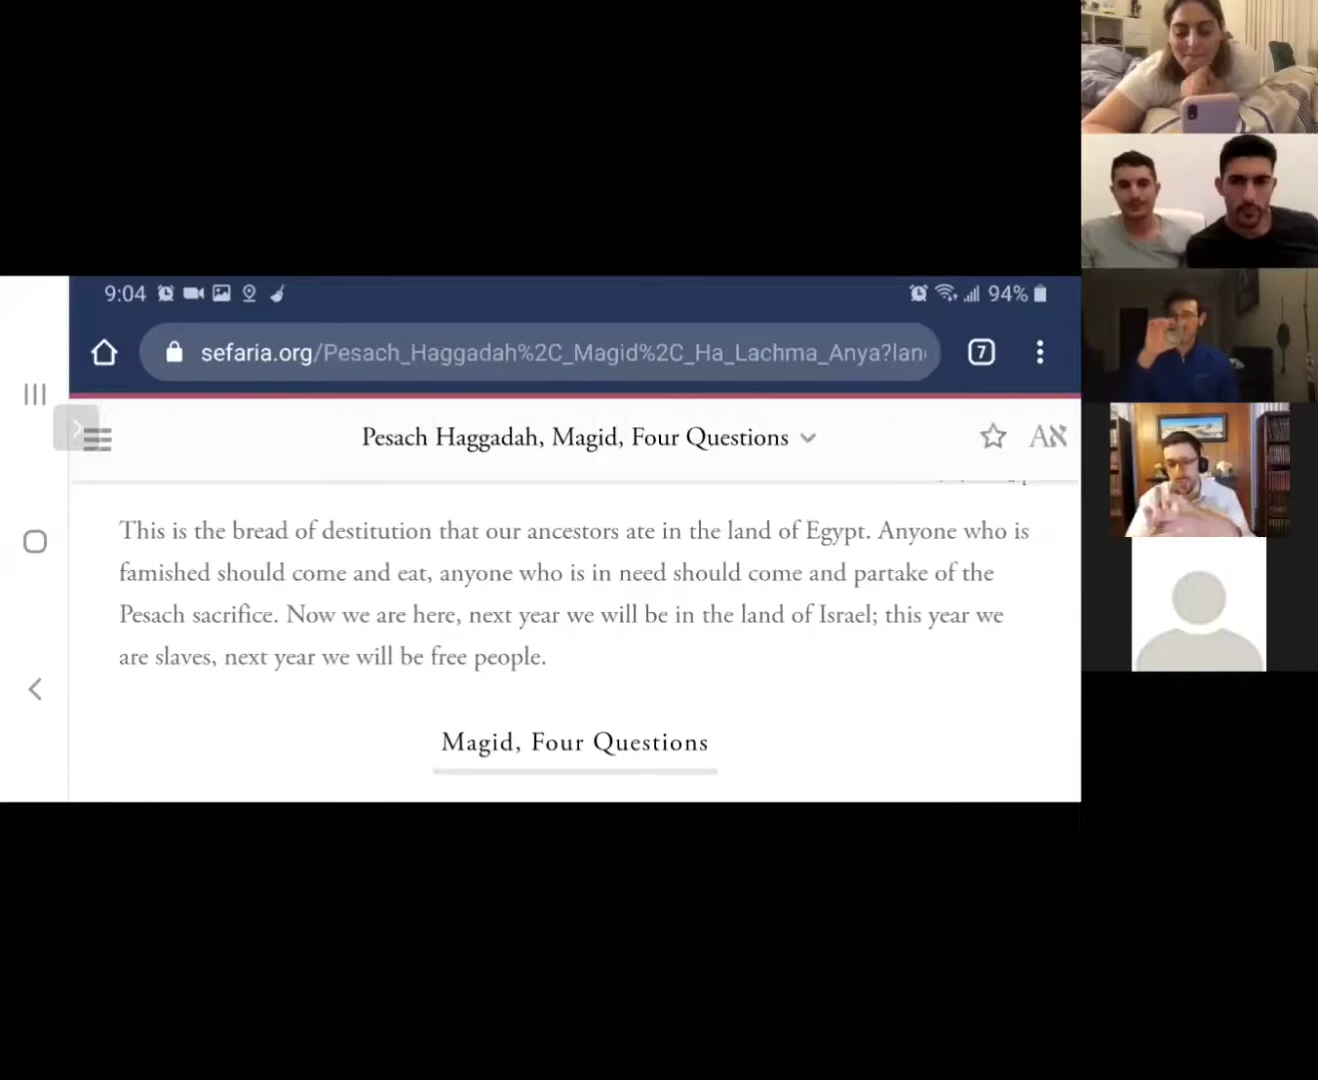 9:04 94%
sefaria.org/Pesach_Haggadah%2C_Magid%2C_Ha_Lachma_Anya?lan
7
Pesach Haggadah, Magid, Four Questions
Aא
This is the bread of destitution that our ancestors ate in the land of Egypt. Anyone who is
famished should come and eat, anyone who is in need should come and partake of the
Pesach sacrifice. Now we are here, next year we will be in the land of Israel; this year we
are slaves, next year we will be free people.
Magid, Four Questions